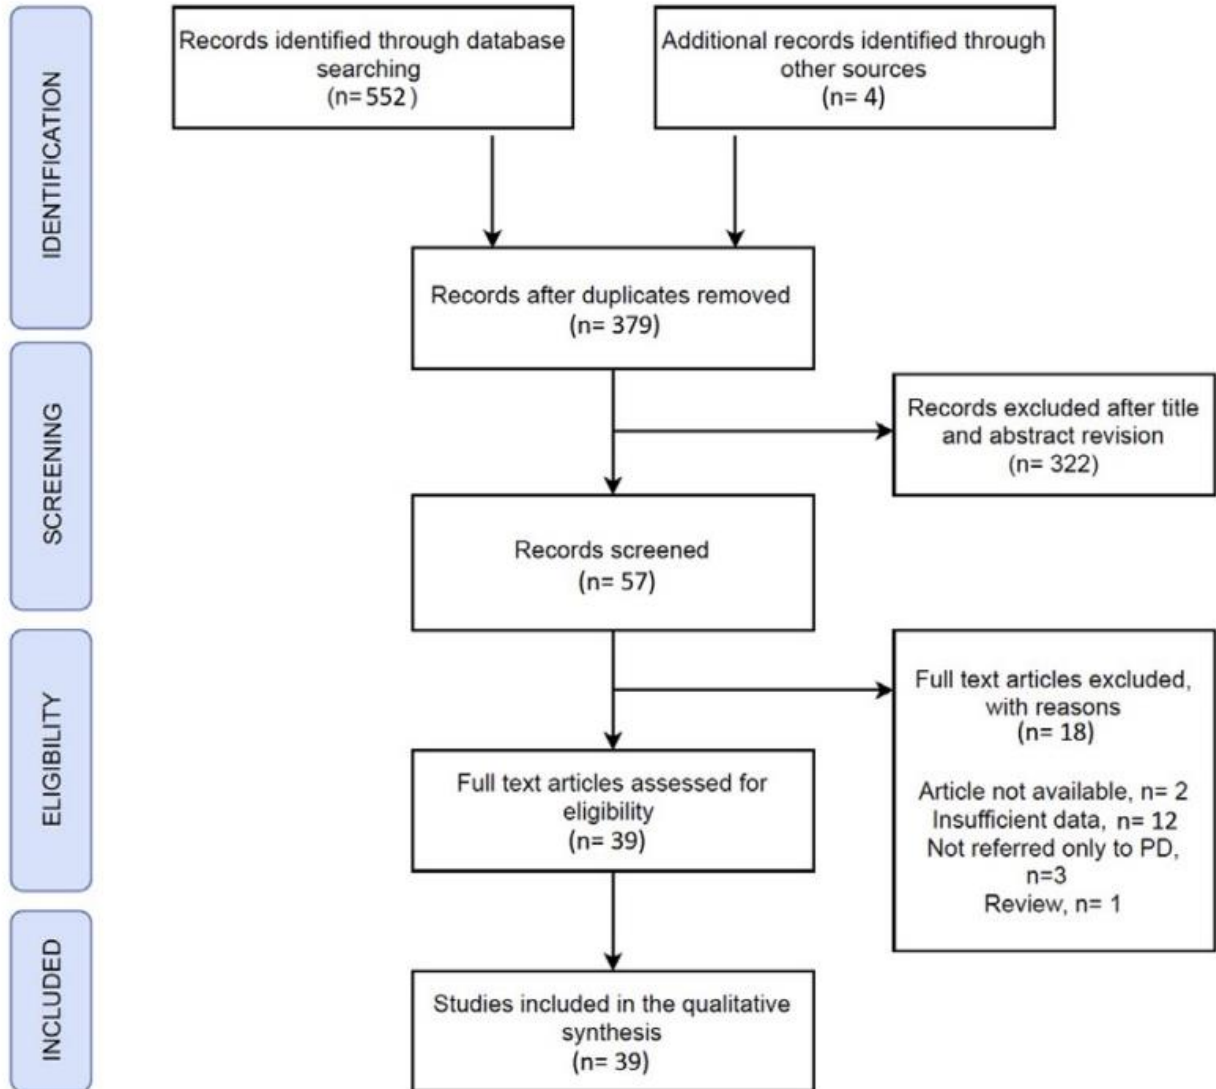 IDENTIFICATION
Records identified through database
searching
(n= 552 )
Additional records identified through
other sources
(n= 4)
Records after duplicates removed
(n= 379)
SCREENING
Records excluded after title
and abstract revision
(n= 322)
Records screened
(n= 57)
ELIGIBILITY
Full text articles excluded,
with reasons
(n= 18)
Article not available, n= 2
Insufficient data, n= 12
Not referred only to PD,
n=3
Review, n= 1
Full text articles assessed for
eligibility
(n= 39)
INCLUDED
Studies included in the qualitative
synthesis
(n= 39)